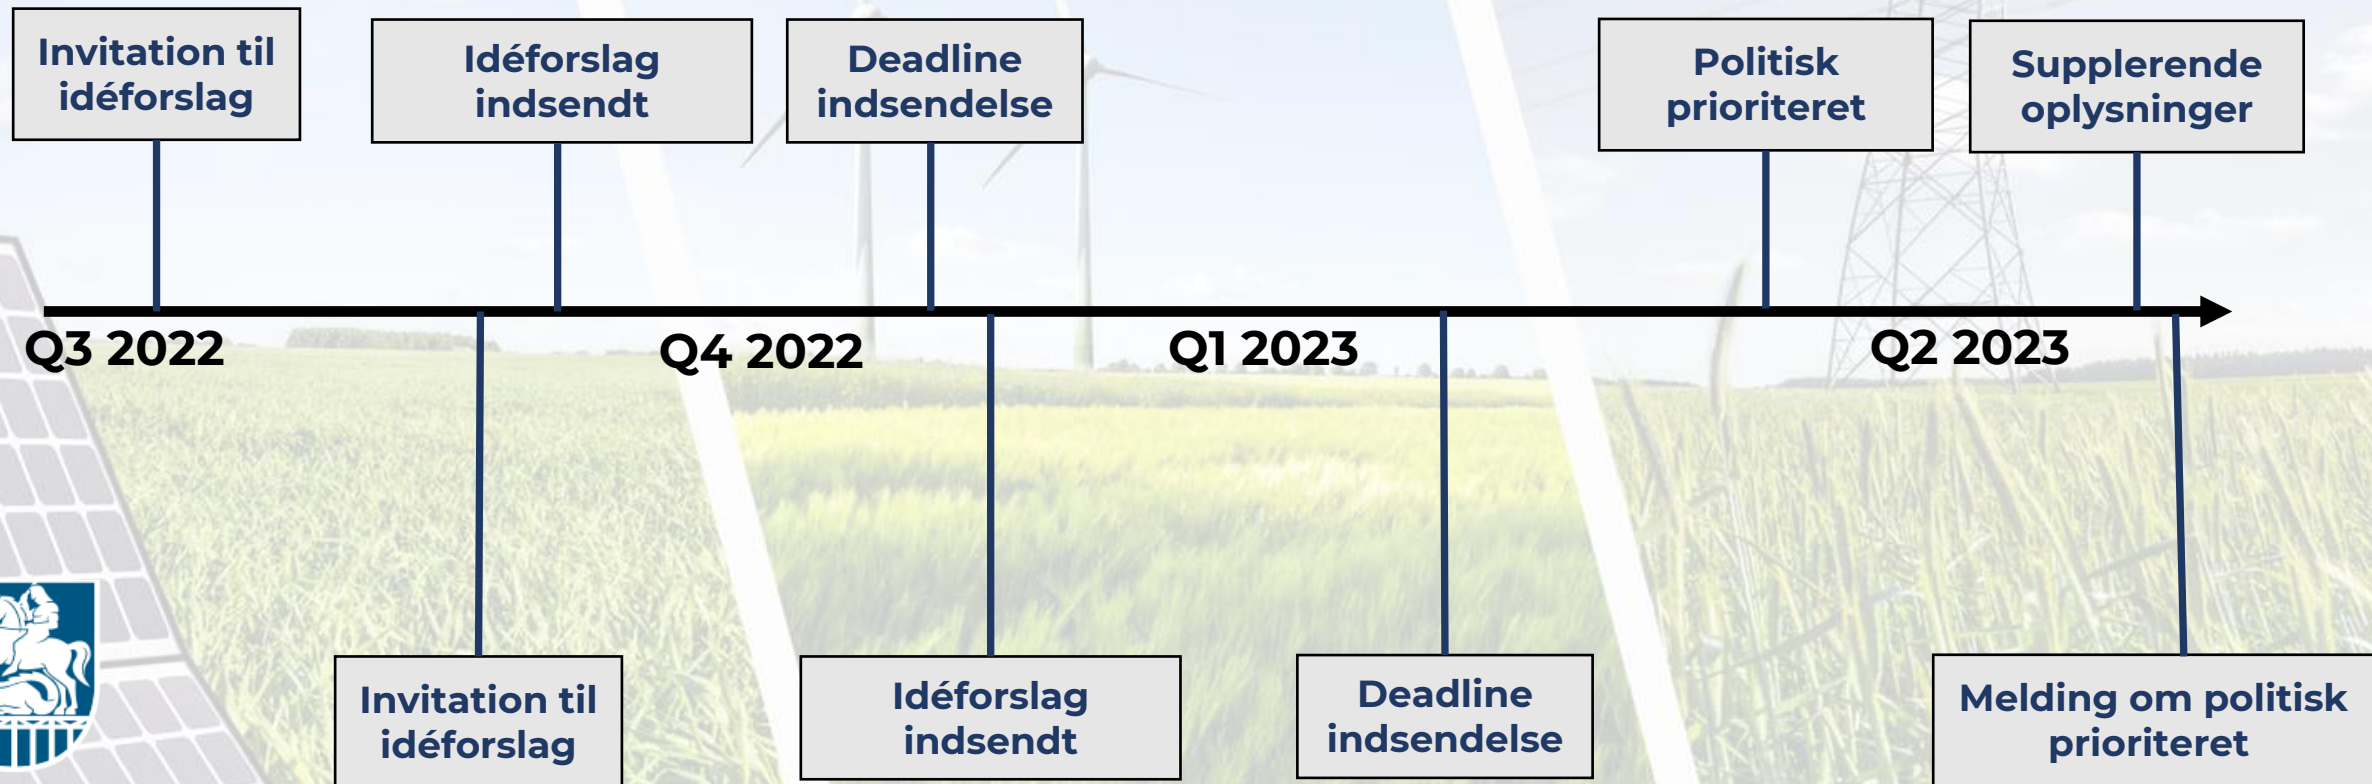 Invitation til
idéforslag
Idéforslag
indsendt
Deadline
indsendelse
Politisk
prioriteret
Supplerende
oplysninger
Q3 2022
Q4 2022
Q1 2023
Q2 2023
Invitation til
idéforslag
Idéforslag
indsendt
Deadline
indsendelse
Melding om politisk
prioriteret